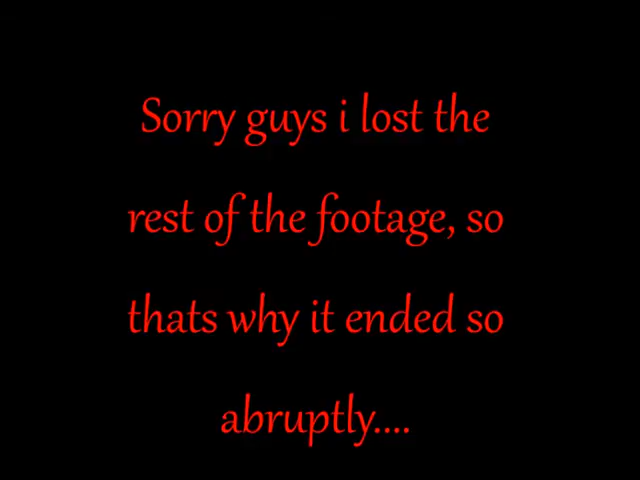 Sorry guys i lost the
rest of the footage, so
thats why it ended so
abruptly....